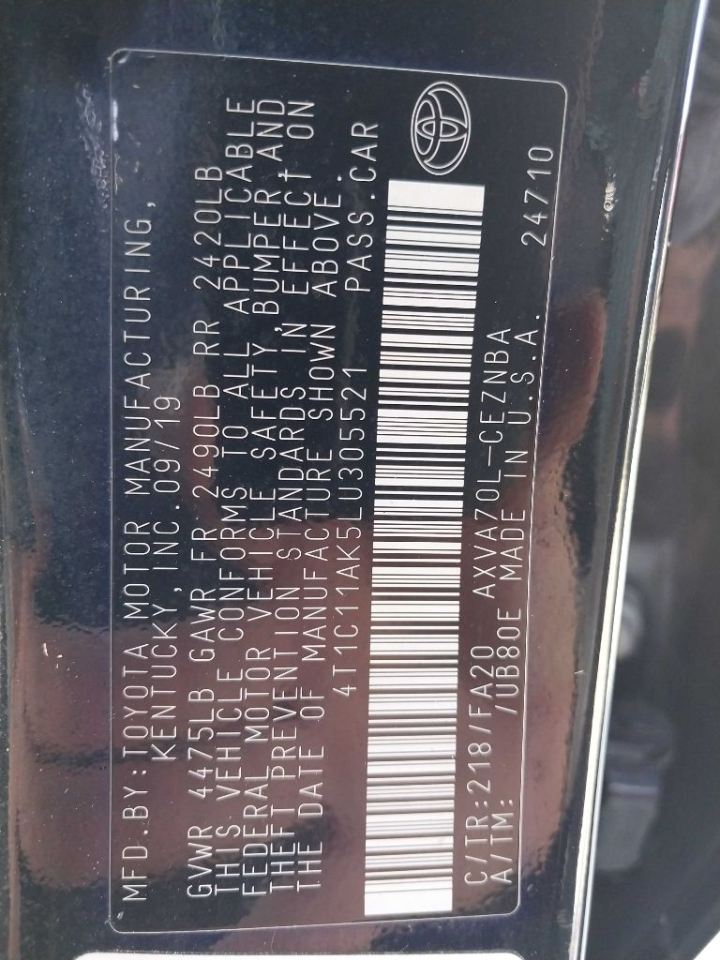 MFD.BY:TOYOTA MOTOR MANUFACTURING,
KENTUCKY, INC.09/19
GVWR 4475LB GAWR FR 2490LB RR 2420LB
THIS VEHICLE CONFORMS TO ALL APPLICABLE
FEDERAL MOTOR VEHICLE SAFETY, BUMPER AND
THEFT PREVENTION STANDARDS IN EFFECT ON
THE DATE OF MANUFACTURE SHOWN ABOVE.
4T1C11AK5LU305521 PASS.CAR
C/TR:218/FA20 AXVA70L-CEZNBA
A/TM: /UB80E MADE IN U.S.A. 24710